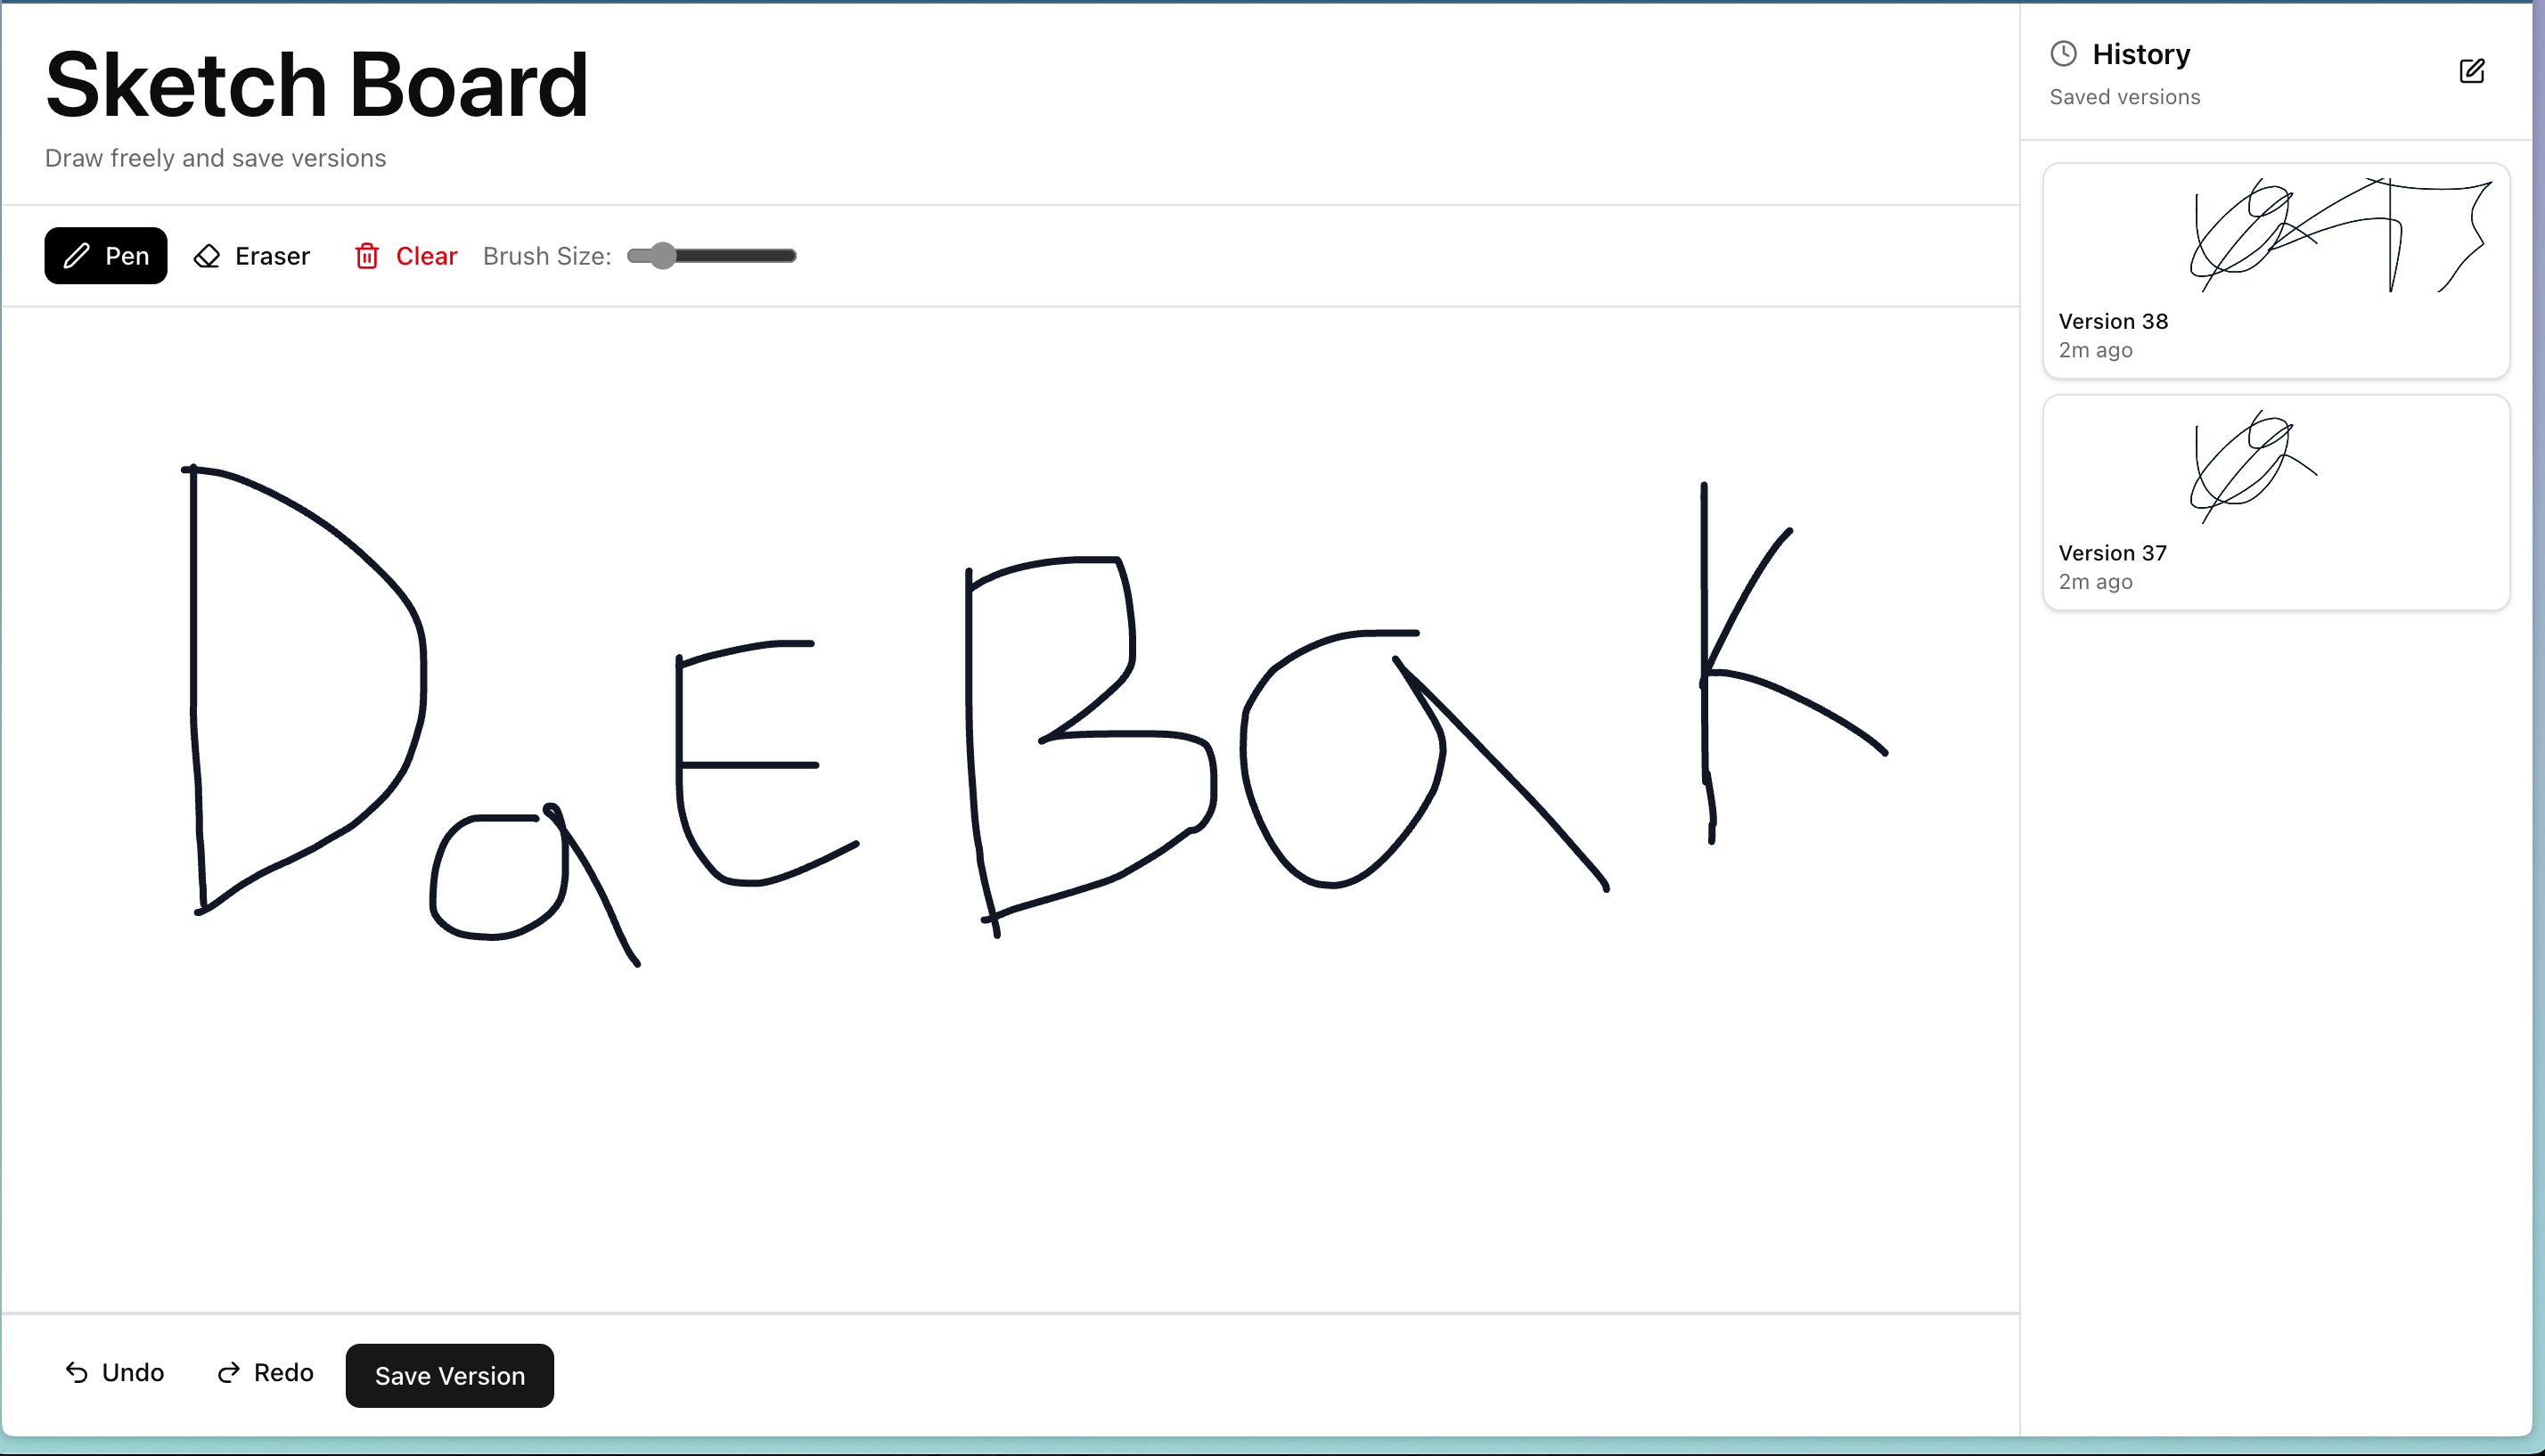 Sketch Board
Draw freely and save versions
Pen Eraser Clear Brush Size:
DaEBaK
Undo Redo Save Version
History
Saved versions
Version 38
2m ago
Version 37
2m ago